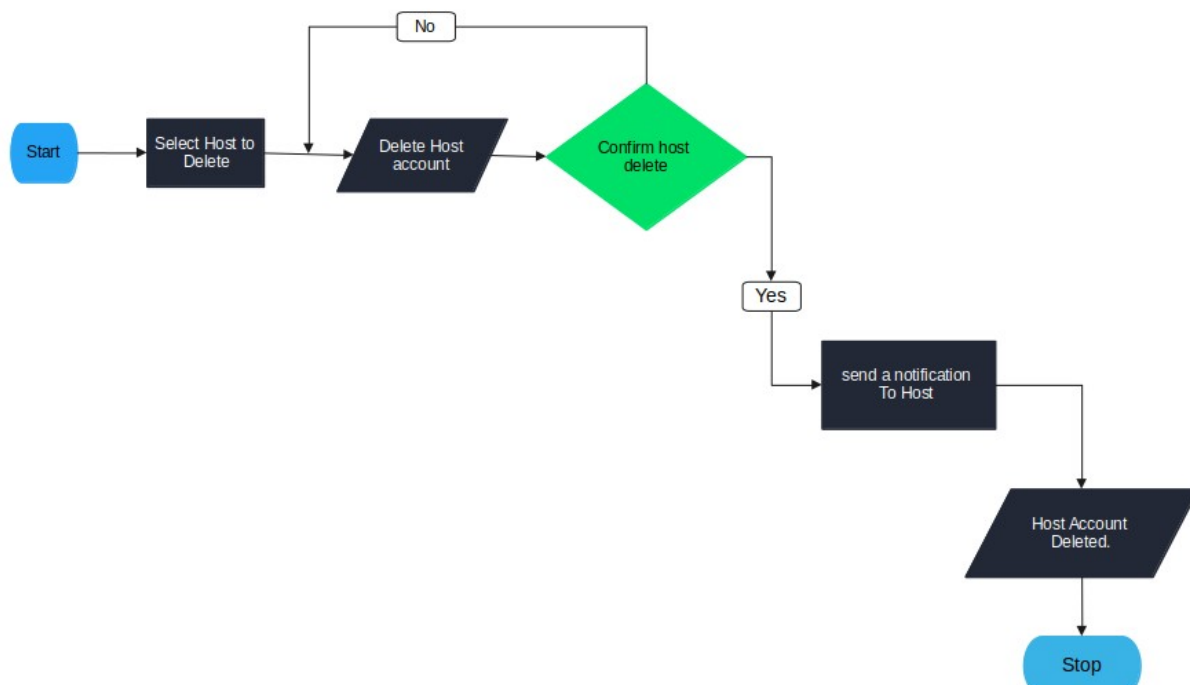 No
Start
Select Host to
Delete
Delete Host
account
Confirm host
delete
Yes
send a notification
To Host
Host Account
Deleted.
Stop